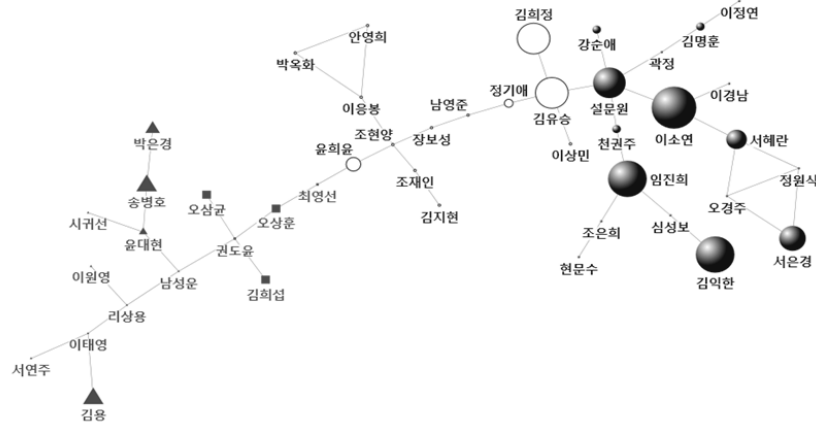 이정연
김희정
강순애
김명훈
안영희
박옥화
곽정
정기애
이경남
남영준
설문원
이응봉
김유승
이소연
조현양
장보성
천권주
서혜란
박은경
윤희윤
이상민
임진희
정원식
조재인
최영선
송병호
오삼균
오경주
시귀선
오상훈
김지현
심성보
조은희
윤대현
권도윤
서은경
현문수
이원영
남성운
김희섭
김익한
리상용
이태영
서연주
김용